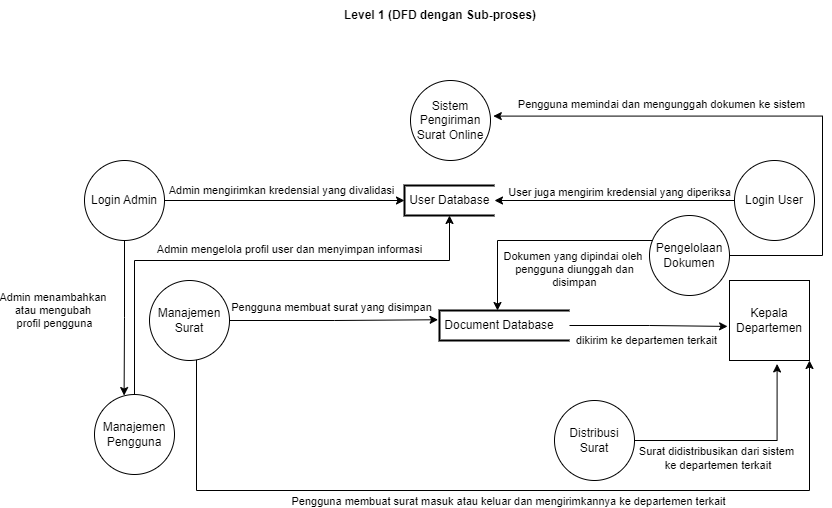 Level 1 (DFD dengan Sub-proses)
Sistem
Pengiriman
Surat Online
Pengguna memindai dan mengunggah dokumen ke sistem
Login Admin
Admin mengirimkan kredensial yang divalidasi
User Database
User juga mengirim kredensial yang diperiksa
Login User
Admin mengelola profil user dan menyimpan informasi
Dokumen yang dipindai oleh
pengguna diunggah dan
disimpan
Pengelolaan
Dokumen
Admin menambahkan
atau mengubah
profil pengguna
Manajemen
Surat
Pengguna membuat surat yang disimpan
Document Database
dikirim ke departemen terkait
Kepala
Departemen
Manajemen
Pengguna
Distribusi
Surat
Surat didistribusikan dari sistem
ke departemen terkait
Pengguna membuat surat masuk atau keluar dan mengirimkannya ke departemen terkait